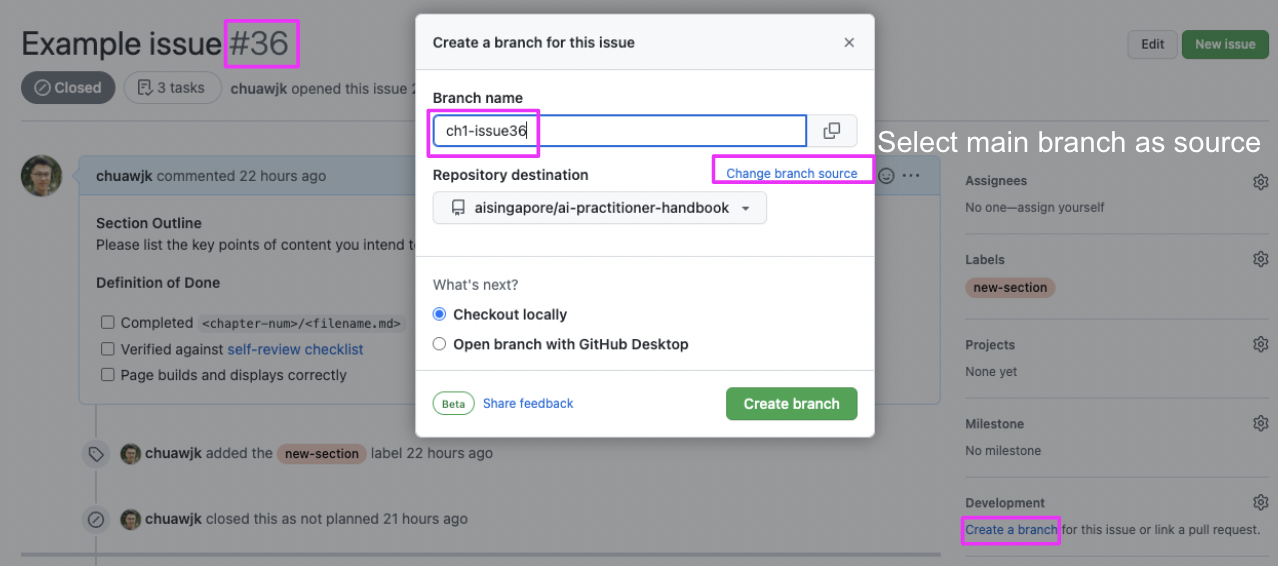 Example issue #36
Edit
New issue
Closed
3 tasks
chuawjk opened this issue
Create a branch for this issue
Branch name
ch1-issue36
Select main branch as source
Repository destination
Change branch source
aisingapore/ai-practitioner-handbook
What's next?
Checkout locally
Open branch with GitHub Desktop
Beta
Share feedback
Create branch
chuawjk commented 22 hours ago
Section Outline
Please list the key points of content you intend
Definition of Done
Completed <chapter-num>/<filename.md>
Verified against self-review checklist
Page builds and displays correctly
chuawjk added the new-section label 22 hours ago
chuawjk closed this as not planned 21 hours ago
Assignees
No one—assign yourself
Labels
new-section
Projects
None yet
Milestone
No milestone
Development
Create a branch for this issue or link a pull request.